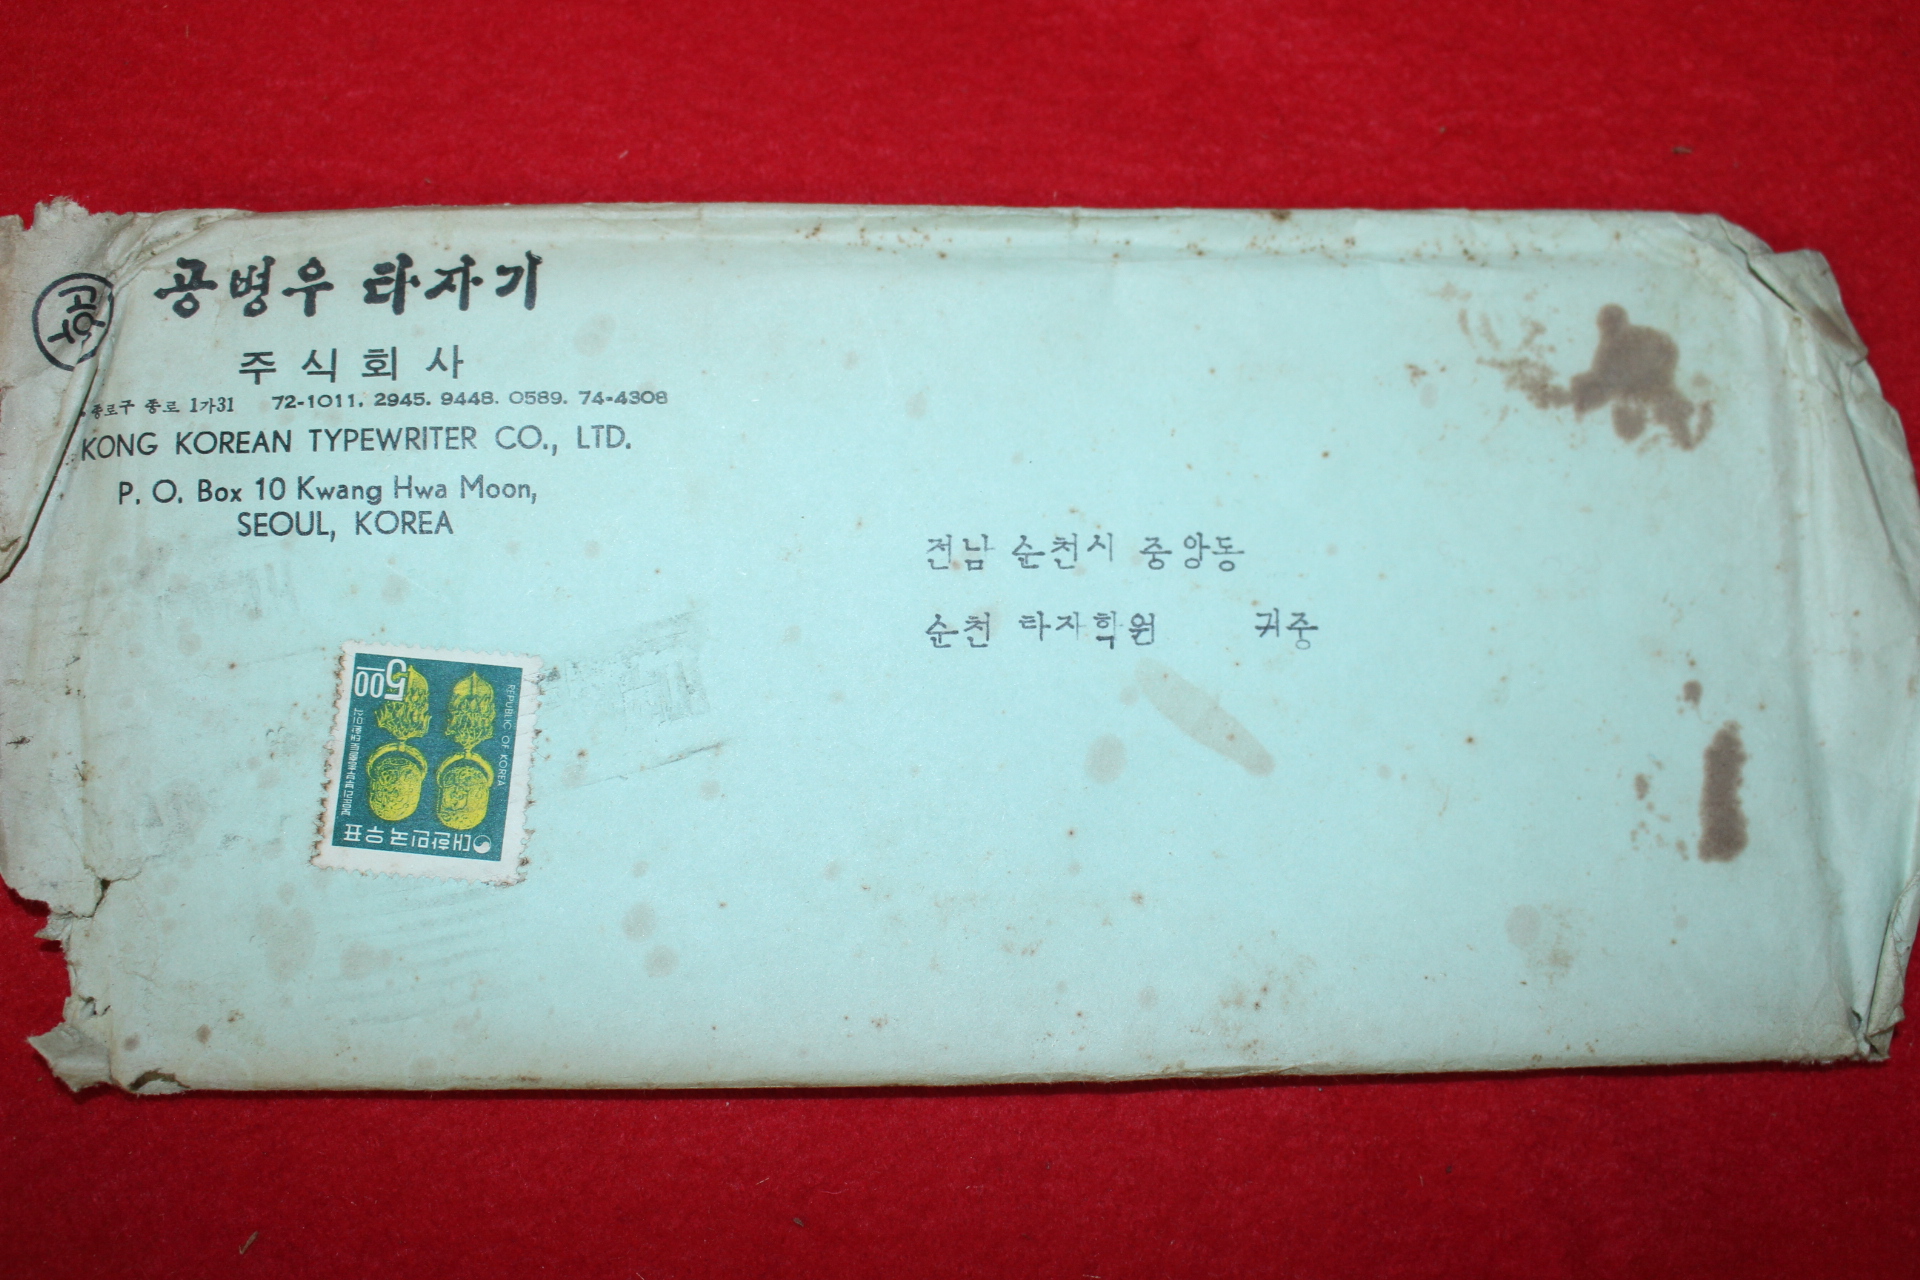 공병우 타자기
주식회사
종로구 종로 1가31 72-1011. 2945. 9448. 0589. 74-4308
KONG KOREAN TYPEWRITER CO., LTD.
P. O. Box 10 Kwang Hwa Moon,
SEOUL, KOREA
전남 순천시 중앙동
순천 타자학원 귀중
대한민국우표
REPUBLIC OF KOREA
500